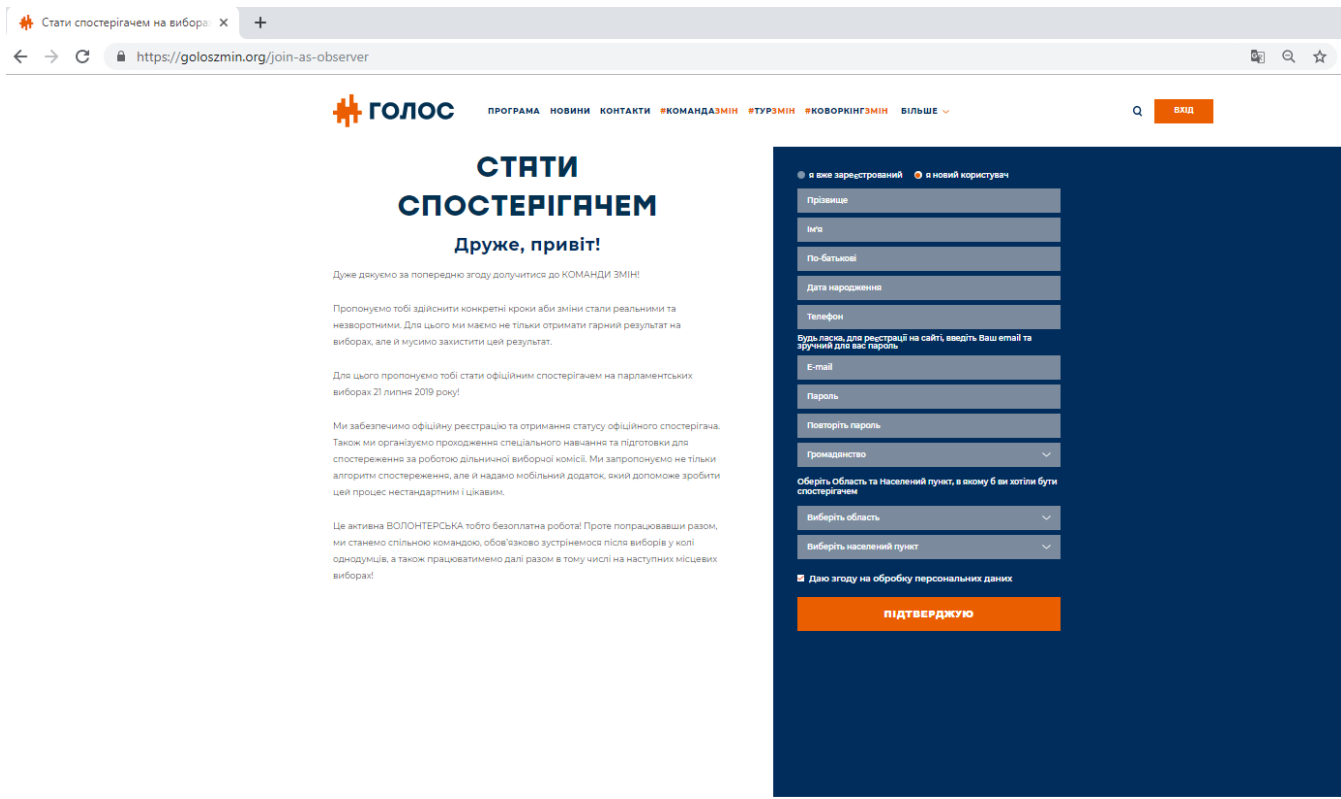 Стати спостерігачем на вибора
https://goloszmin.org/join-as-observer
ГОЛОС
ПРОГРАМА НОВИНИ КОНТАКТИ #КОМАНДАЗМІН #ТУРЗМІН #КОВОРКІНГЗМІН БІЛЬШЕ
ВХІД
СТАТИ
СПОСТЕРІГАЧЕМ
Друже, привіт!
Дуже дякуємо за попередню згоду долучитися до КОМАНДИ ЗМІН!
Пропонуємо тобі здійснити конкретні кроки аби зміни стали реальними та
незворотними. Для цього ми маємо не тільки отримати гарний результат на
виборах, але й мусимо захистити цей результат.
Для цього пропонуємо тобі стати офіційним спостерігачем на парламентських
виборах 21 липня 2019 року!
Ми забезпечимо офіційну реєстрацію та отримання статусу офіційного спостерігача.
Також ми організуємо проходження спеціального навчання та підготовки для
спостереження за роботою дільничної виборчої комісії. Ми запропонуємо не тільки
алгоритм спостереження, але й надамо мобільний додаток, який допоможе зробити
цей процес нестандартним і цікавим.
Це активна ВОЛОНТЕРСЬКА тобто безоплатна робота! Проте попрацювавши разом,
ми станемо спільною командою, обов'язково зустрінемося після виборів у колі
однодумців, а також працюватимемо далі разом в тому числі на наступних місцевих
виборах!
я вже зареєстрований я новий користувач
Прізвище
Ім'я
По-батькові
Дата народження
Телефон
Будь ласка, для реєстрації на сайті, введіть Ваш email та
зручний для вас пароль
E-mail
Пароль
Повторіть пароль
Громадянство
Оберіть Область та Населений пункт, в якому б ви хотіли бути
спостерігачем
Виберіть область
Виберіть населений пункт
Даю згоду на обробку персональних даних
ПІДТВЕРДЖУЮ